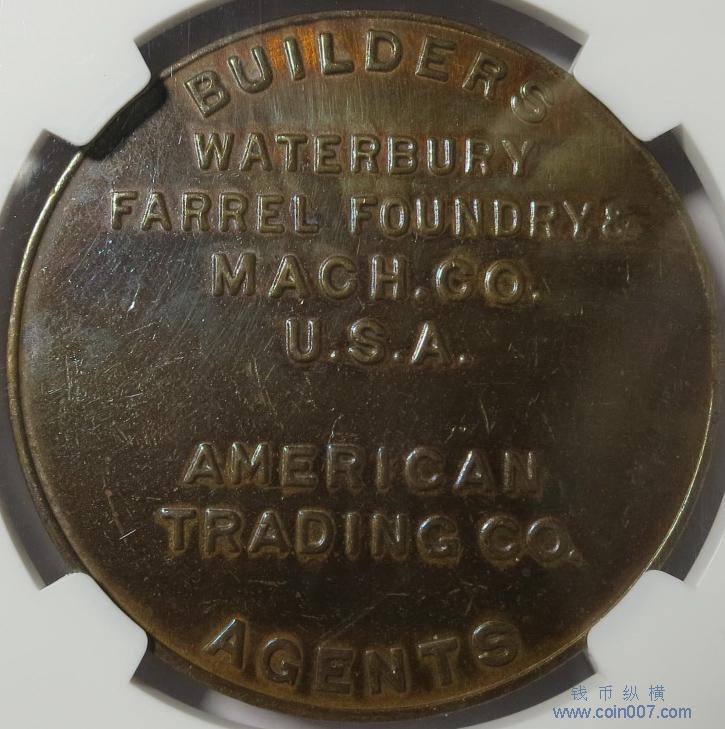 BUILDERS
WATERBURY
FARREL FOUNDRY &
MACH. CO.
U.S.A.
AMERICAN
TRADING CO.
AGENTS
钱币纵横
www.coin007.com